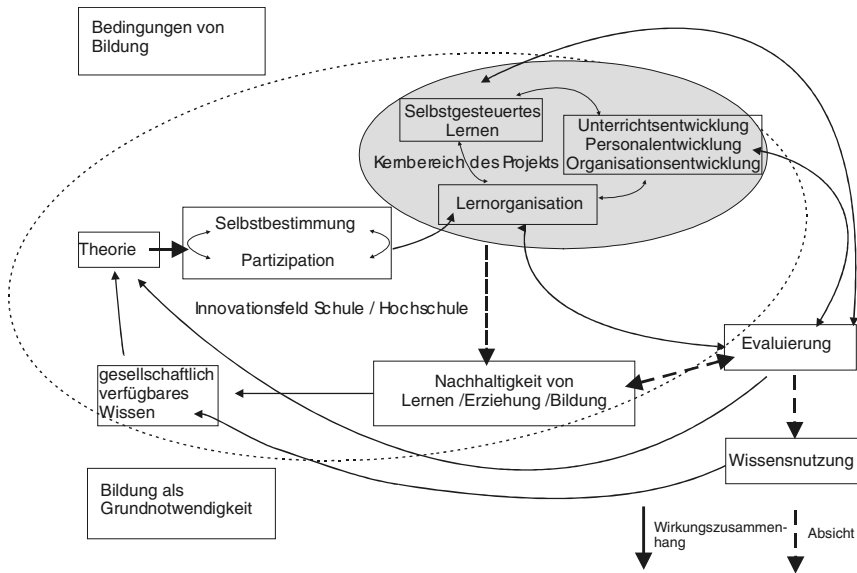 Bedingungen von
Bildung
Selbstgesteuertes
Lernen
Unterrichtsentwicklung
Personalentwicklung
Organisationsentwicklung
Kernbereich des Projekts
Lernorganisation
Selbstbestimmung
Partizipation
Theorie
Innovationsfeld Schule / Hochschule
Evaluierung
gesellschaftlich
verfügbares
Wissen
Nachhaltigkeit von
Lernen /Erziehung /Bildung
Wissensnutzung
Bildung als
Grundnotwendigkeit
Wirkungszusammen-
hang
Absicht